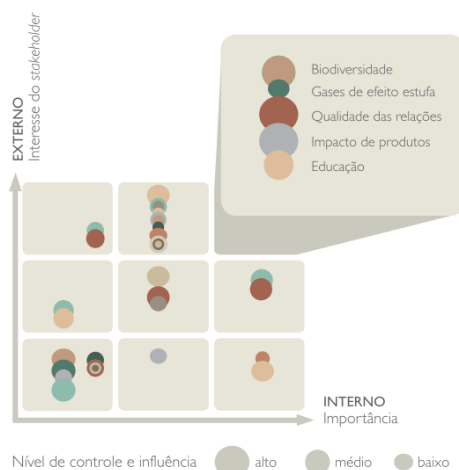 EXTERNO
Interesse do stakeholder
Biodiversidade
Gases de efeito estufa
Qualidade das relações
Impacto de produtos
Educação
INTERNO
Importância
Nível de controle e influência alto médio baixo